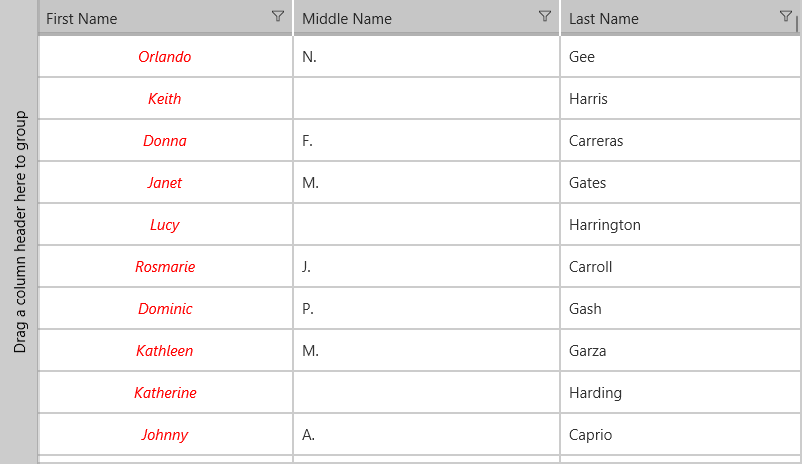 Drag a column header here to group
First Name Middle Name Last Name
Orlando N. Gee
Keith Harris
Donna F. Carreras
Janet M. Gates
Lucy Harrington
Rosmarie J. Carroll
Dominic P. Gash
Kathleen M. Garza
Katherine Harding
Johnny A. Caprio